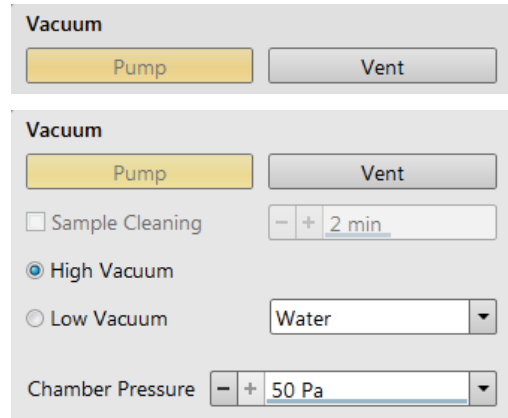 Vacuum
Pump Vent
Vacuum
Pump Vent
Sample Cleaning - + 2 min
High Vacuum
Low Vacuum Water
Chamber Pressure - + 50 Pa